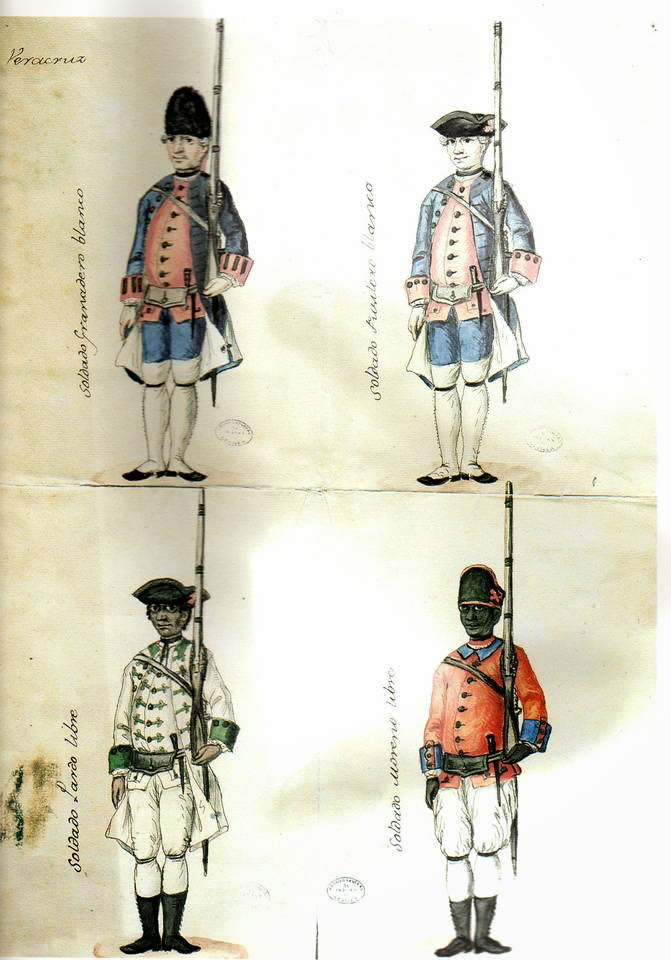 Veracruz
Soldado Granadero blanco
Soldado Fusilero blanco
Soldado Pardo libre
Soldado Moreno libre